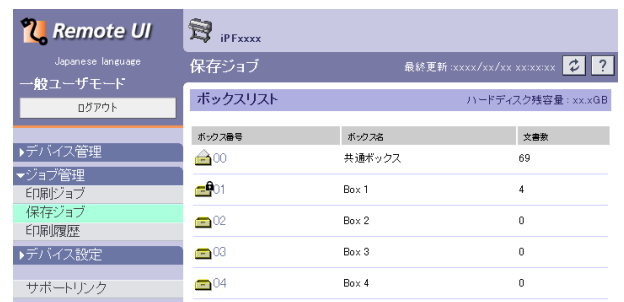 Remote UI
Japanese language
一般ユーザモード
ログアウト
▶デバイス管理
▼ジョブ管理
印刷ジョブ
保存ジョブ
印刷履歴
▶デバイス設定
サポートリンク
iPFxxxx
保存ジョブ 最終更新:xxxx/xx/xx xx:xx:xx ?
ボックスリスト ハードディスク残容量：xx.xGB
ボックス番号 ボックス名 文書数
00 共通ボックス 69
01 Box 1 4
02 Box 2 0
03 Box 3 0
04 Box 4 0